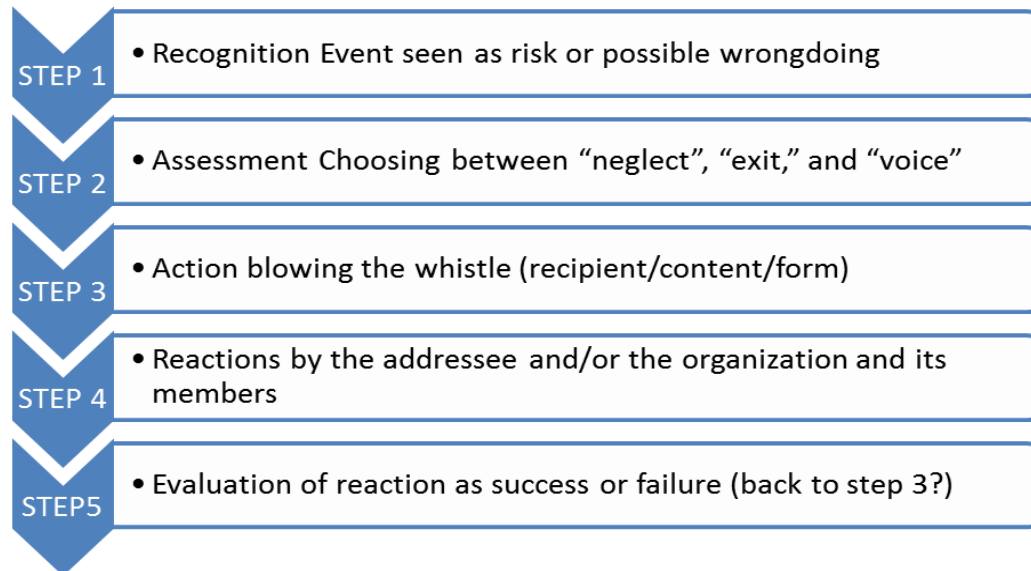 STEP 1
• Recognition Event seen as risk or possible wrongdoing
STEP 2
• Assessment Choosing between “neglect”, “exit,” and “voice”
STEP 3
• Action blowing the whistle (recipient/content/form)
STEP 4
• Reactions by the addressee and/or the organization and its
members
STEP5
• Evaluation of reaction as success or failure (back to step 3?)